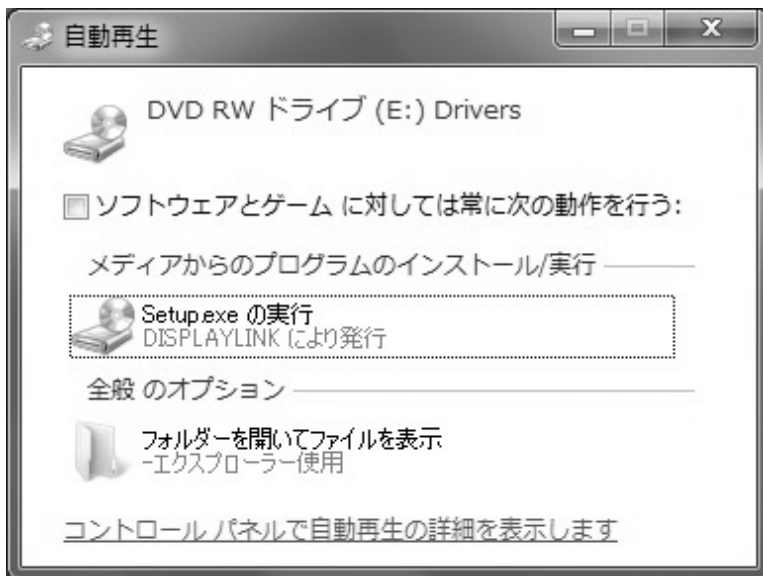 自動再生
DVD RW ドライブ (E:) Drivers
ソフトウェアとゲーム に対しては常に次の動作を行う:
メディアからのプログラムのインストール/実行
Setup.exe の実行
DISPLAYLINK により発行
全般 のオプション
フォルダーを開いてファイルを表示
-エクスプローラー使用
コントロール パネルで自動再生の詳細を表示します